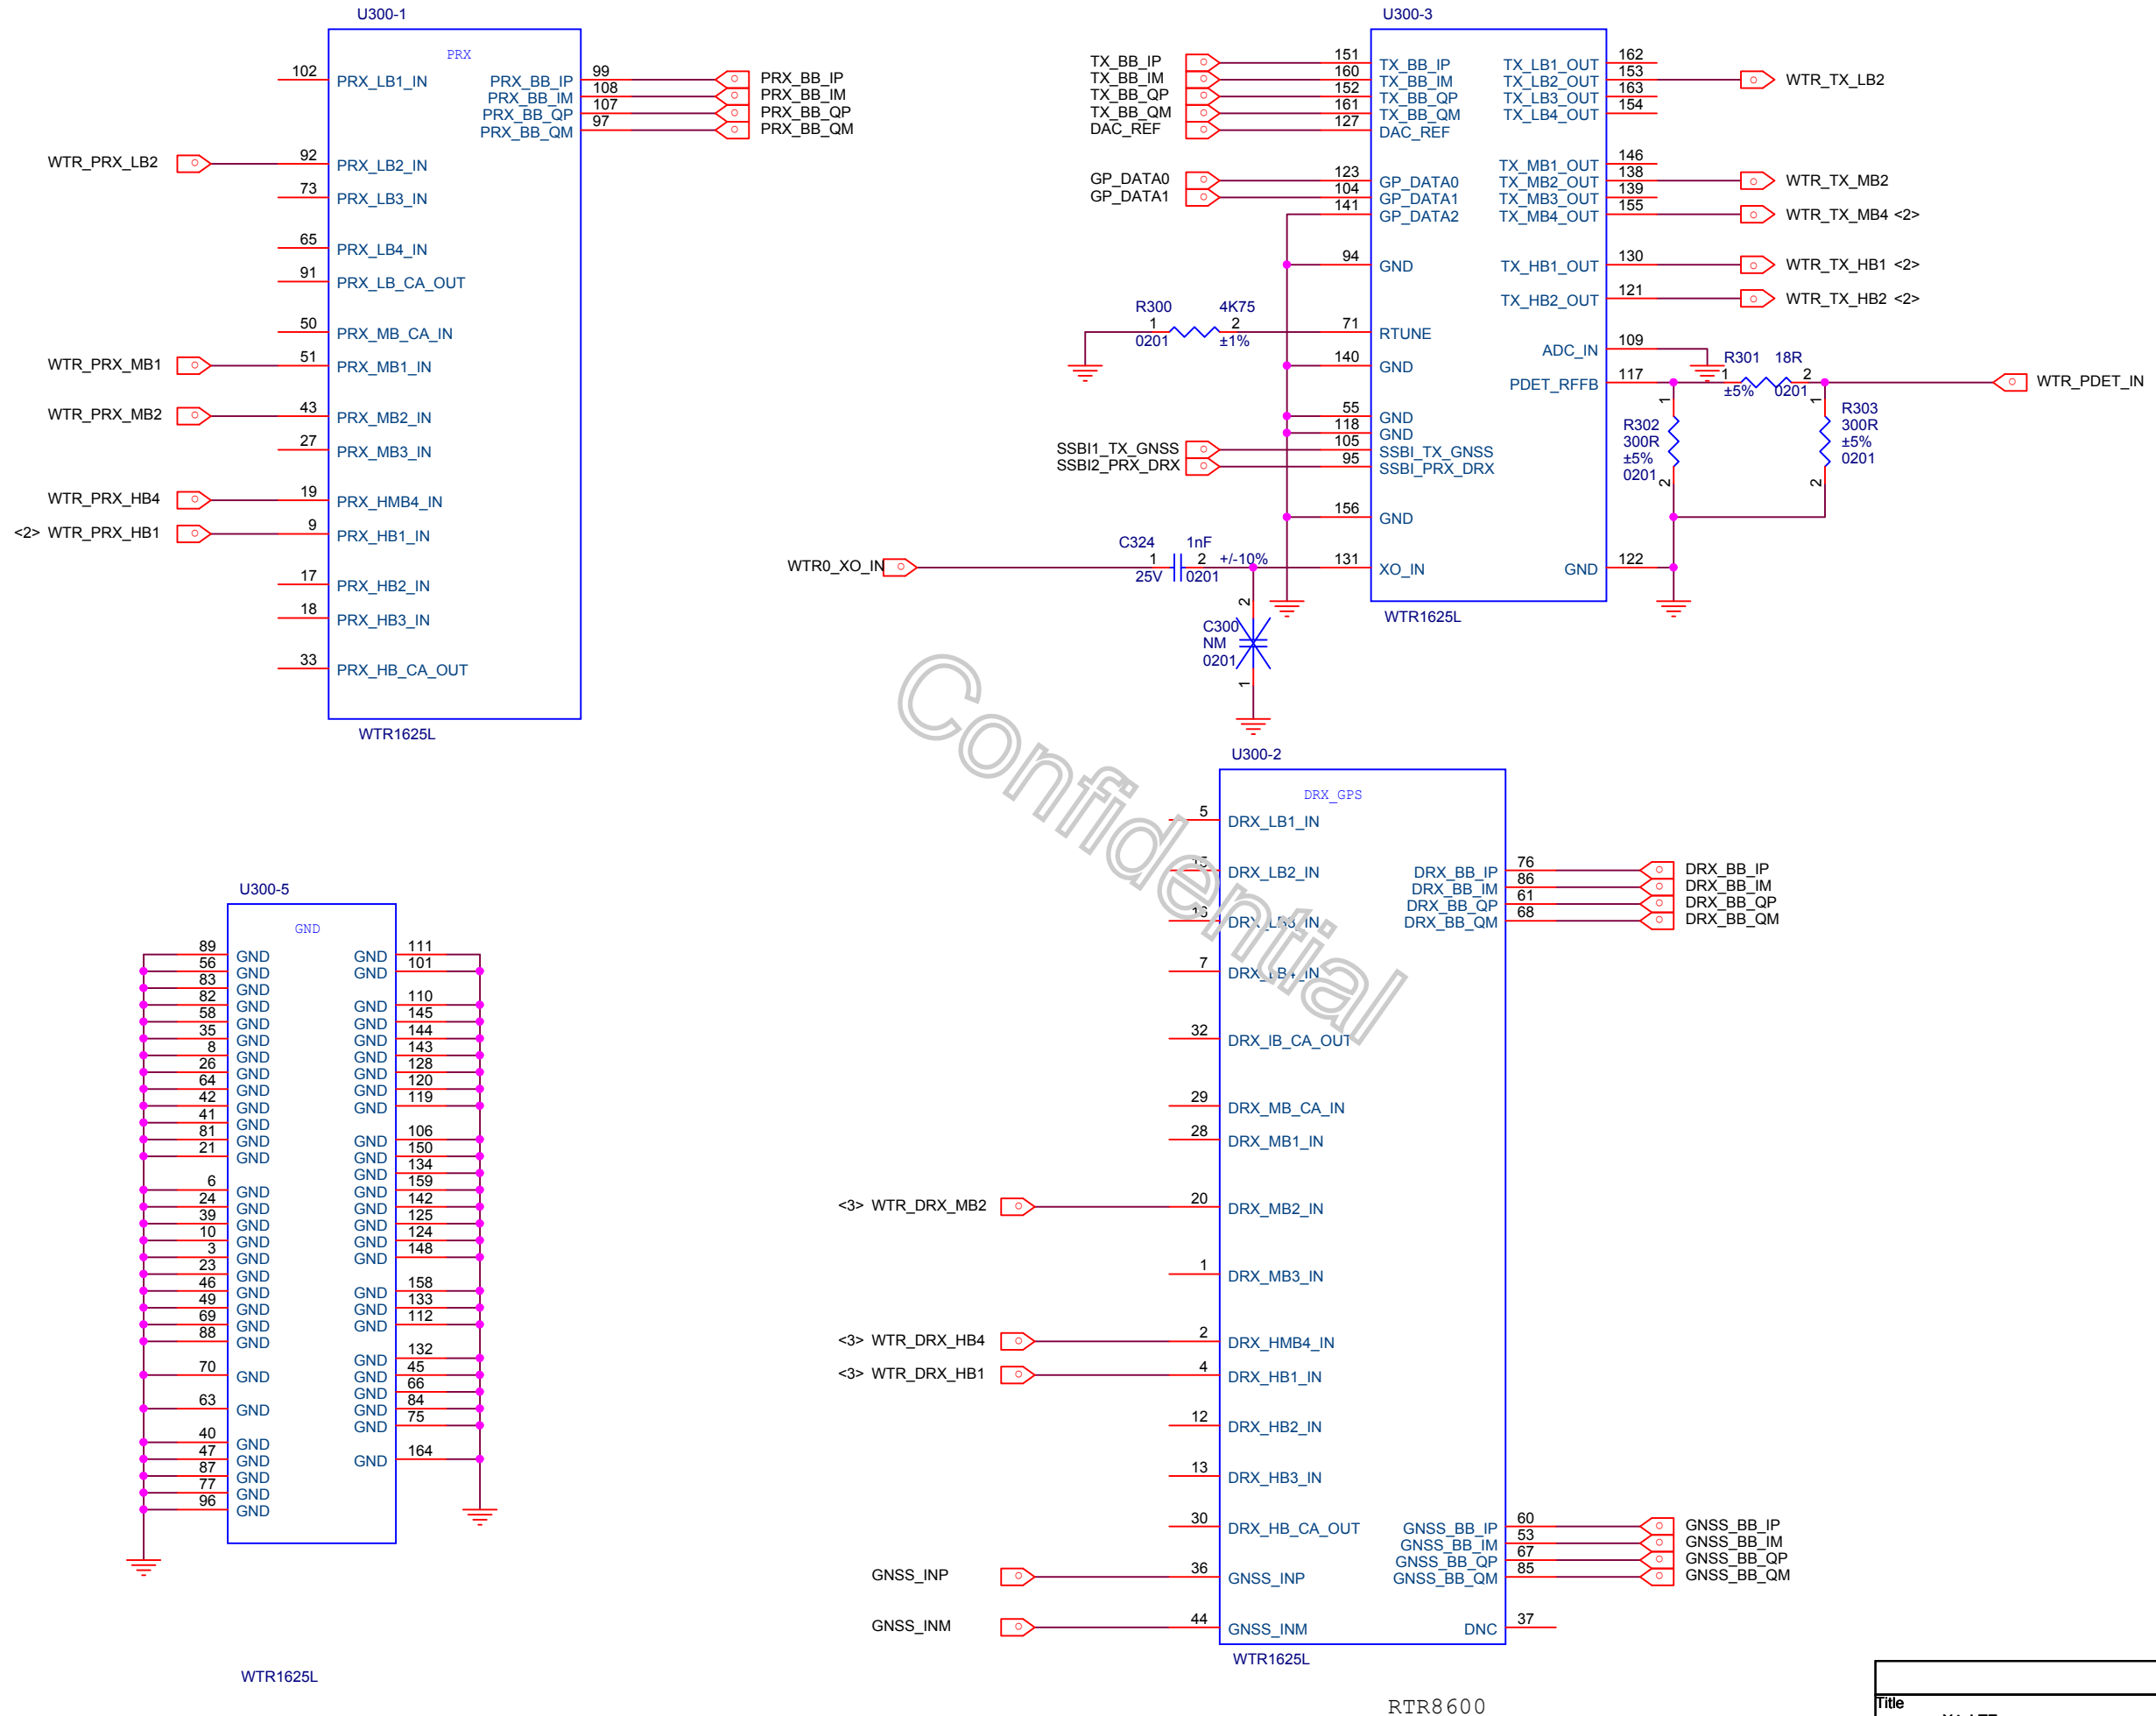 U300-1
PRX
102 PRX_LB1_IN
PRX_BB_IP 99 PRX_BB_IP
PRX_BB_IM 108 PRX_BB_IM
PRX_BB_QP 107 PRX_BB_QP
PRX_BB_QM 97 PRX_BB_QM
WTR_PRX_LB2 92 PRX_LB2_IN
73 PRX_LB3_IN
65 PRX_LB4_IN
91 PRX_LB_CA_OUT
50 PRX_MB_CA_IN
WTR_PRX_MB1 51 PRX_MB1_IN
WTR_PRX_MB2 43 PRX_MB2_IN
27 PRX_MB3_IN
WTR_PRX_HB4 19 PRX_HMB4_IN
<2> WTR_PRX_HB1 9 PRX_HB1_IN
17 PRX_HB2_IN
18 PRX_HB3_IN
33 PRX_HB_CA_OUT
WTR1625L
U300-3
TX_BB_IP 151 TX_BB_IP
TX_BB_IM 160 TX_BB_IM
TX_BB_QP 152 TX_BB_QP
TX_BB_QM 161 TX_BB_QM
DAC_REF 127 DAC_REF
GP_DATA0 123 GP_DATA0
GP_DATA1 104 GP_DATA1
141 GP_DATA2
94 GND
R300 4K75
1 2 71 RTUNE
0201 ±1%
140 GND
55 GND
118 GND
SSBI1_TX_GNSS 105 SSBI_TX_GNSS
SSBI2_PRX_DRX 95 SSBI_PRX_DRX
156 GND
C324 1nF
WTR0_XO_IN 1 2 +/-10% 131 XO_IN
25V 0201
2
C300
NM
0201
1
TX_LB1_OUT 162
TX_LB2_OUT 153 WTR_TX_LB2
TX_LB3_OUT 163
TX_LB4_OUT 154
TX_MB1_OUT 146
TX_MB2_OUT 138 WTR_TX_MB2
TX_MB3_OUT 139
TX_MB4_OUT 155 WTR_TX_MB4 <2>
TX_HB1_OUT 130 WTR_TX_HB1 <2>
TX_HB2_OUT 121 WTR_TX_HB2 <2>
ADC_IN 109
R301 18R
PDET_RFFB 117 1 2 WTR_PDET_IN
±5% 0201
1
R302
300R
±5%
0201
2
1
R303
300R
±5%
0201
2
GND 122
WTR1625L
Confidential
U300-5
GND
89 GND
56 GND
83 GND
82 GND
58 GND
35 GND
8 GND
26 GND
64 GND
42 GND
41 GND
81 GND
21 GND
6 GND
24 GND
39 GND
10 GND
3 GND
23 GND
46 GND
49 GND
69 GND
88 GND
70 GND
63 GND
40 GND
47 GND
87 GND
77 GND
96 GND
GND 111
GND 101
GND 110
GND 145
GND 144
GND 143
GND 128
GND 120
GND 119
GND 106
GND 150
GND 134
GND 159
GND 142
GND 125
GND 124
GND 148
GND 158
GND 133
GND 112
GND 132
GND 45
GND 66
GND 84
GND 75
GND 164
WTR1625L
U300-2
DRX_GPS
5 DRX_LB1_IN
15 DRX_LB2_IN
16 DRX_LB3_IN
7 DRX_LB4_IN
32 DRX_IB_CA_OUT
29 DRX_MB_CA_IN
28 DRX_MB1_IN
<3> WTR_DRX_MB2 20 DRX_MB2_IN
1 DRX_MB3_IN
<3> WTR_DRX_HB4 2 DRX_HMB4_IN
<3> WTR_DRX_HB1 4 DRX_HB1_IN
12 DRX_HB2_IN
13 DRX_HB3_IN
30 DRX_HB_CA_OUT
GNSS_INP 36 GNSS_INP
GNSS_INM 44 GNSS_INM
DRX_BB_IP 76 DRX_BB_IP
DRX_BB_IM 86 DRX_BB_IM
DRX_BB_QP 61 DRX_BB_QP
DRX_BB_QM 68 DRX_BB_QM
GNSS_BB_IP 60 GNSS_BB_IP
GNSS_BB_IM 53 GNSS_BB_IM
GNSS_BB_QP 67 GNSS_BB_QP
GNSS_BB_QM 85 GNSS_BB_QM
DNC 37
WTR1625L
RTR8600
Title